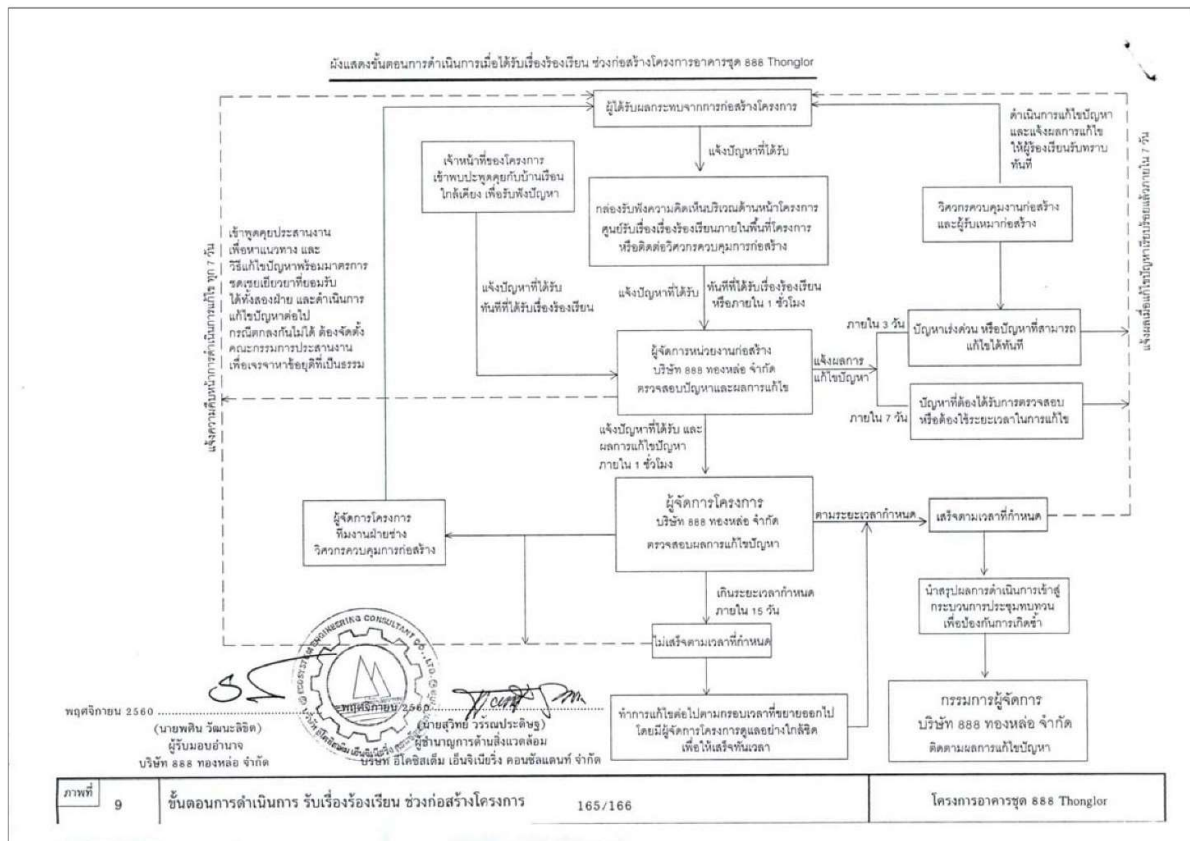 ผังแสดงขั้นตอนการดำเนินการเมื่อได้รับเรื่องร้องเรียน ช่วงก่อสร้างโครงการอาคารชุด 888 Thonglor
ผู้ได้รับผลกระทบจากการก่อสร้างโครงการ
แจ้งปัญหาที่ได้รับ
ดำเนินการแก้ไขปัญหา
และแจ้งผลการแก้ไข
ให้ผู้ร้องเรียนรับทราบ
ทันที
เจ้าหน้าที่ของโครงการ
เข้าพบปะพูดคุยกับบ้านเรือน
ใกล้เคียง เพื่อรับฟังปัญหา
กล่องรับฟังความคิดเห็นบริเวณด้านหน้าโครงการ
ศูนย์รับเรื่องเรื่องร้องเรียนภายในพื้นที่โครงการ
หรือติดต่อวิศวกรควบคุมการก่อสร้าง
วิศวกรควบคุมงานก่อสร้าง
และผู้รับเหมาก่อสร้าง
แจ้งผลเมื่อแก้ไขปัญหาเรียบร้อยแล้วภายใน 7 วัน
แจ้งความคืบหน้าการดำเนินการแก้ไข ทุก 7 วัน
เข้าพูดคุยประสานงาน
เพื่อหาแนวทาง และ
วิธีแก้ไขปัญหาพร้อมมาตรการ
ชดเชยเยียวยาที่ยอมรับ
ได้ทั้งสองฝ่าย และดำเนินการ
แก้ไขปัญหาต่อไป
กรณีตกลงกันไม่ได้ ต้องจัดตั้ง
คณะกรรมการประสานงาน
เพื่อเจรจาหาข้อยุติที่เป็นธรรม
แจ้งปัญหาที่ได้รับ
ทันทีที่ได้รับเรื่องร้องเรียน
แจ้งปัญหาที่ได้รับ
ทันทีที่ได้รับเรื่องร้องเรียน
หรือภายใน 1 ชั่วโมง
ผู้จัดการหน่วยงานก่อสร้าง
บริษัท 888 ทองหล่อ จำกัด
ตรวจสอบปัญหาและผลการแก้ไข
แจ้งผลการ
แก้ไขปัญหา
ภายใน 3 วัน
ปัญหาเร่งด่วน หรือปัญหาที่สามารถ
แก้ไขได้ทันที
ภายใน 7 วัน
ปัญหาที่ต้องได้รับการตรวจสอบ
หรือต้องใช้ระยะเวลาในการแก้ไข
แจ้งปัญหาที่ได้รับ และ
ผลการแก้ไขปัญหา
ภายใน 1 ชั่วโมง
ผู้จัดการโครงการ
ทีมงานฝ่ายช่าง
วิศวกรควบคุมการก่อสร้าง
ผู้จัดการโครงการ
บริษัท 888 ทองหล่อ จำกัด
ตรวจสอบผลการแก้ไขปัญหา
ตามระยะเวลากำหนด
เสร็จตามเวลาที่กำหนด
เกินระยะเวลากำหนด
ภายใน 15 วัน
ไม่เสร็จตามเวลาที่กำหนด
นำสรุปผลการดำเนินการเข้าสู่
กระบวนการประชุมทบทวน
เพื่อป้องกันการเกิดซ้ำ
ทำการแก้ไขต่อไปตามกรอบเวลาที่ขยายออกไป
โดยมีผู้จัดการโครงการดูแลอย่างใกล้ชิด
เพื่อให้เสร็จทันเวลา
กรรมการผู้จัดการ
บริษัท 888 ทองหล่อ จำกัด
ติดตามผลการแก้ไขปัญหา
ECOSYSTEM ENGINEERING CONSULTANT CO.,LTD.
พฤศจิกายน 2560
(นายพศิน วัฒนะลิขิต)
ผู้รับมอบอำนาจ
บริษัท 888 ทองหล่อ จำกัด
พฤศจิกายน 2560
(นายสุวิทย์ วรรณประดิษฐ)
ผู้ชำนาญการด้านสิ่งแวดล้อม
บริษัท อีโคซิสเต็ม เอ็นจิเนียริ่ง คอนซัลแตนท์ จำกัด
ภาพที่ 9
ขั้นตอนการดำเนินการ รับเรื่องร้องเรียน ช่วงก่อสร้างโครงการ
165/166
โครงการอาคารชุด 888 Thonglor